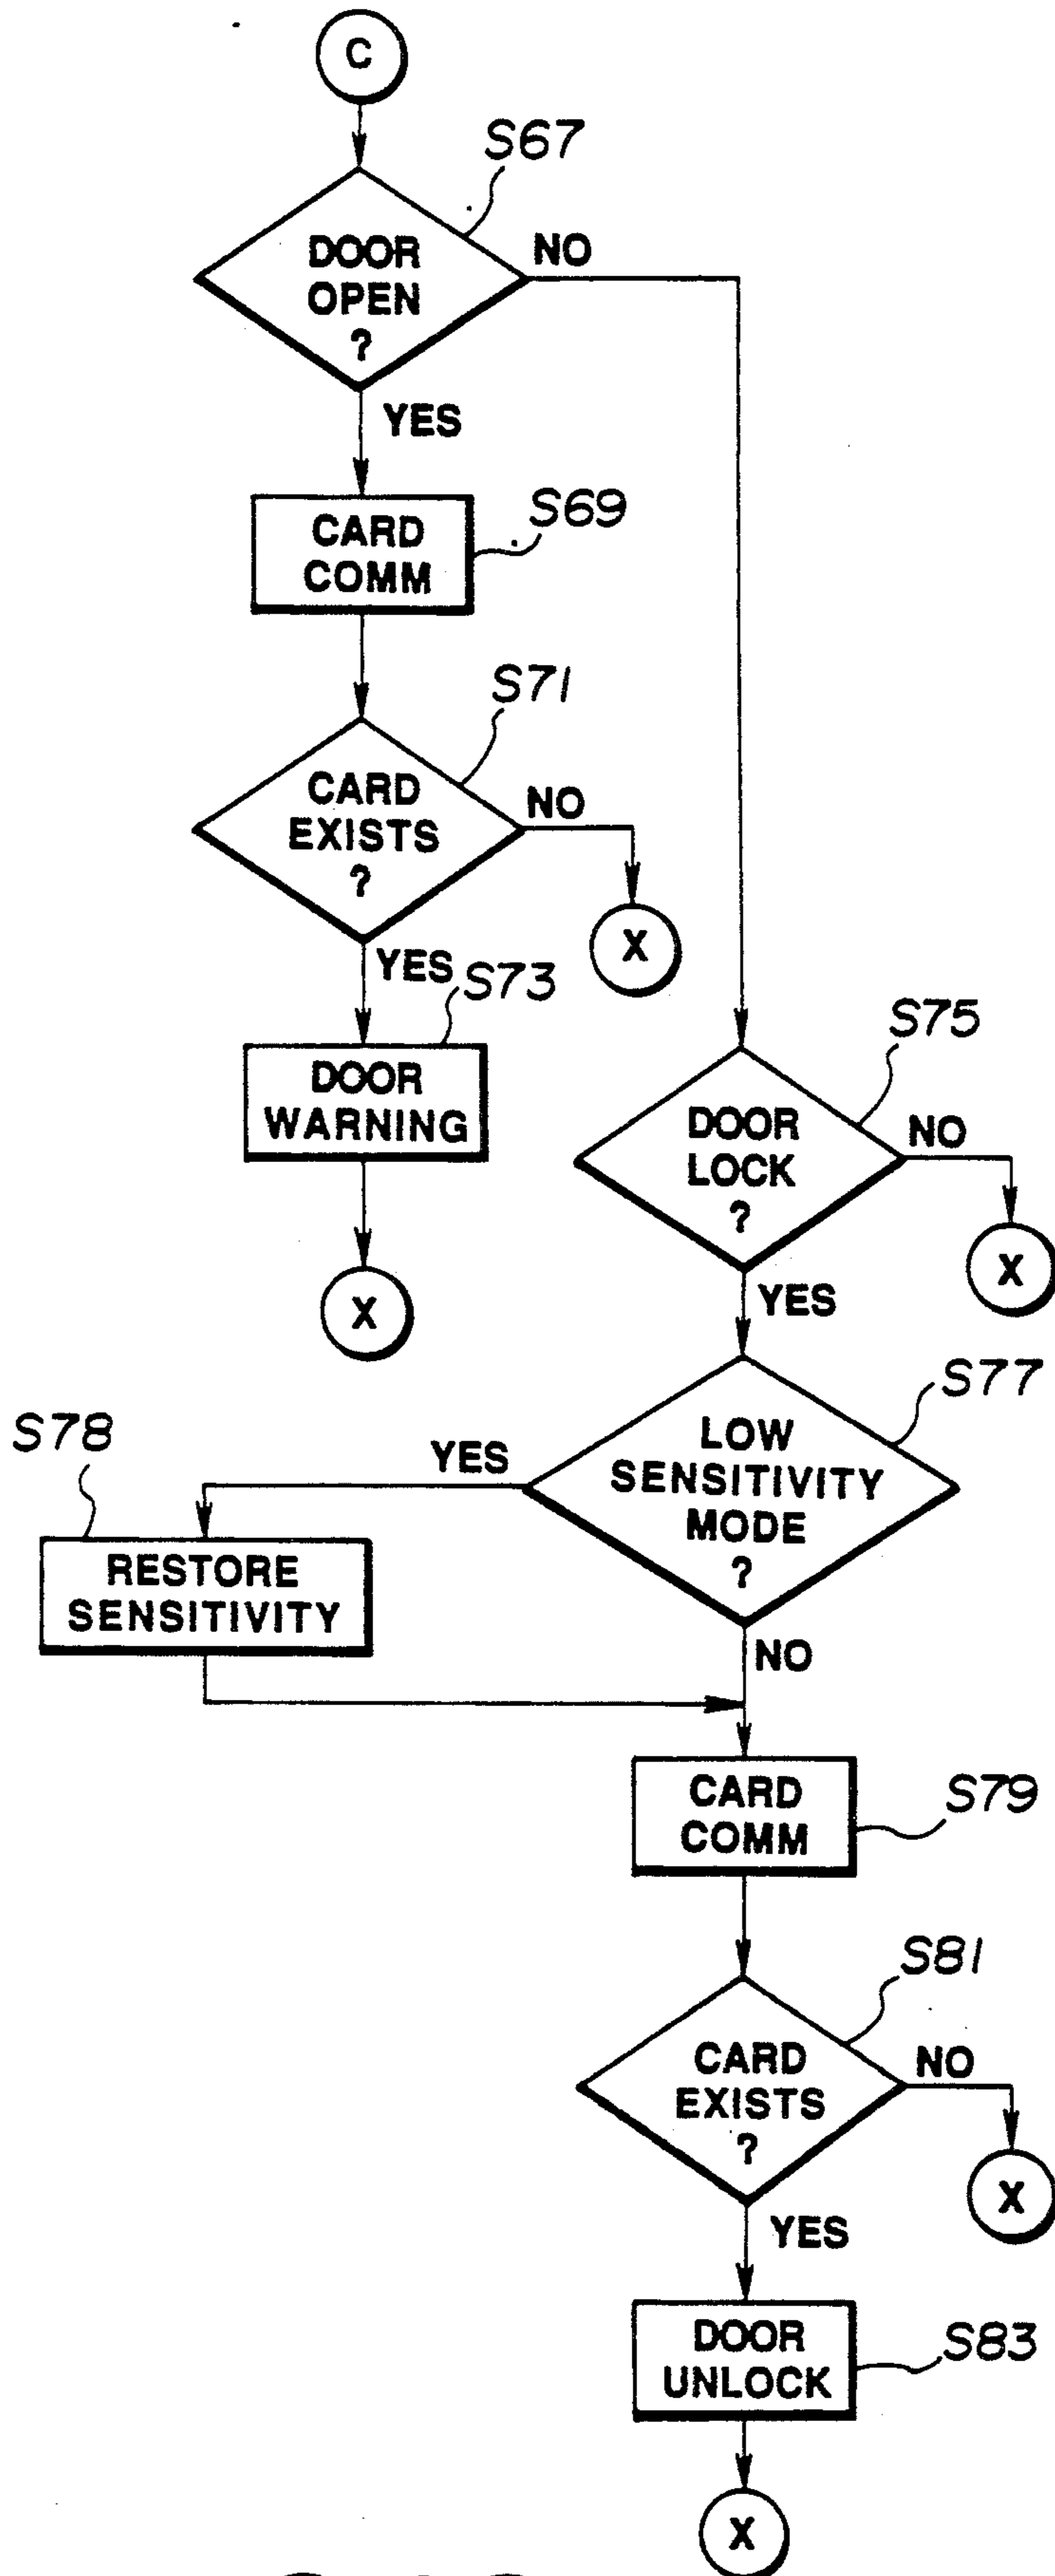 C
S67
DOOR
OPEN
?
NO
YES
S69
CARD
COMM
S71
CARD
EXISTS
?
NO
X
YES
S73
DOOR
WARNING
X
S75
DOOR
LOCK
?
NO
X
YES
S77
LOW
SENSITIVITY
MODE
?
YES
S78
RESTORE
SENSITIVITY
NO
S79
CARD
COMM
S81
CARD
EXISTS
?
NO
X
YES
S83
DOOR
UNLOCK
X